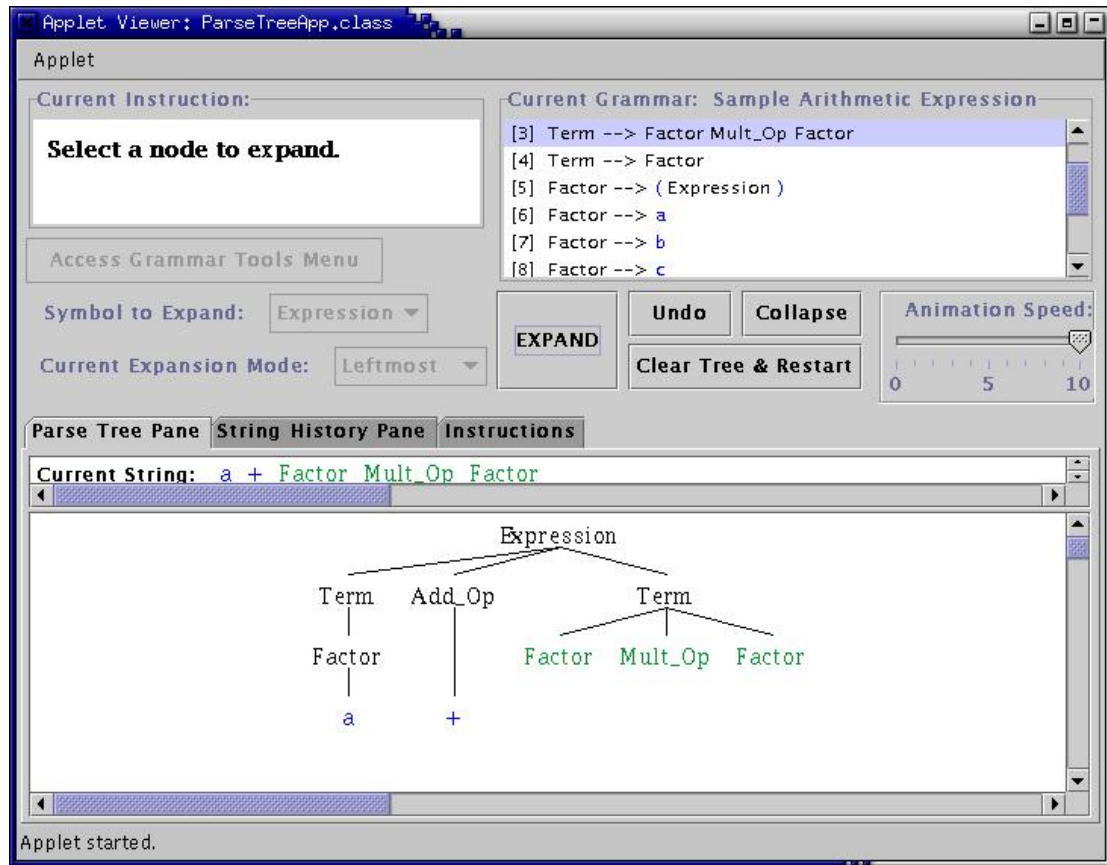 Applet Viewer: ParseTreeApp.class
Applet
Current Instruction:
Select a node to expand.
Current Grammar: Sample Arithmetic Expression
[3] Term --> Factor Mult_Op Factor
[4] Term --> Factor
[5] Factor --> ( Expression )
[6] Factor --> a
[7] Factor --> b
[8] Factor --> c
Access Grammar Tools Menu
Symbol to Expand: Expression
Current Expansion Mode: Leftmost
EXPAND
Undo Collapse
Clear Tree & Restart
Animation Speed:
0 5 10
Parse Tree Pane String History Pane Instructions
Current String: a + Factor Mult_Op Factor
Expression
Term Add_Op Term
Factor Factor Mult_Op Factor
a +
Applet started.